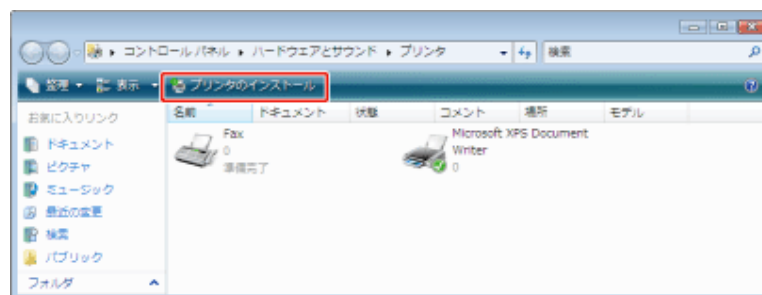 コントロール パネル ▸ ハードウェアとサウンド ▸ プリンタ
検索
管理 表示 プリンタのインストール
お気に入りリンク
ドキュメント
ピクチャ
ミュージック
最近の変更
検索
パブリック
フォルダ
名前 ドキュメント 状態 コメント 場所 モデル
Fax
0
準備完了
Microsoft XPS Document
Writer
0